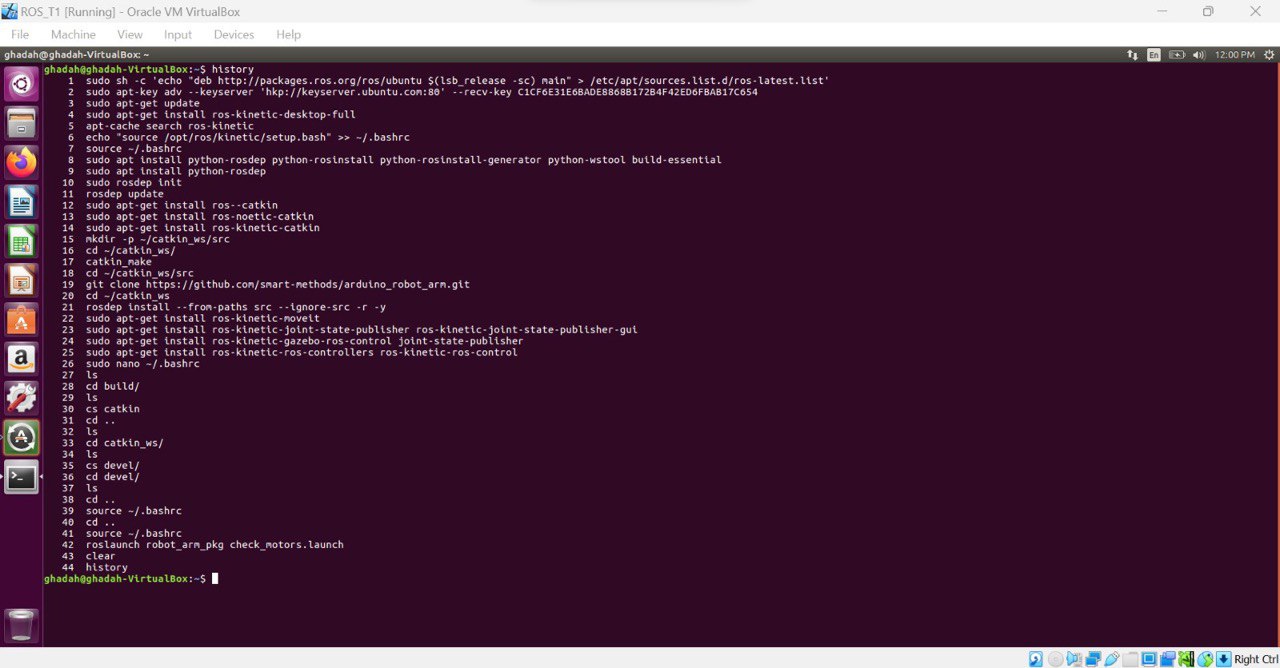 ROS_T1 [Running] - Oracle VM VirtualBox
File Machine View Input Devices Help
ghadah@ghadah-VirtualBox: ~ En 12:00 PM
ghadah@ghadah-VirtualBox:~$ history
1 sudo sh -c 'echo "deb http://packages.ros.org/ros/ubuntu $(lsb_release -sc) main" > /etc/apt/sources.list.d/ros-latest.list'
2 sudo apt-key adv --keyserver 'hkp://keyserver.ubuntu.com:80' --recv-key C1CF6E31E6BADE8868B172B4F42ED6FBAB17C654
3 sudo apt-get update
4 sudo apt-get install ros-kinetic-desktop-full
5 apt-cache search ros-kinetic
6 echo "source /opt/ros/kinetic/setup.bash" >> ~/.bashrc
7 source ~/.bashrc
8 sudo apt install python-rosdep python-rosinstall python-rosinstall-generator python-wstool build-essential
9 sudo apt install python-rosdep
10 sudo rosdep init
11 rosdep update
12 sudo apt-get install ros--catkin
13 sudo apt-get install ros-noetic-catkin
14 sudo apt-get install ros-kinetic-catkin
15 mkdir -p ~/catkin_ws/src
16 cd ~/catkin_ws/
17 catkin_make
18 cd ~/catkin_ws/src
19 git clone https://github.com/smart-methods/arduino_robot_arm.git
20 cd ~/catkin_ws
21 rosdep install --from-paths src --ignore-src -r -y
22 sudo apt-get install ros-kinetic-moveit
23 sudo apt-get install ros-kinetic-joint-state-publisher ros-kinetic-joint-state-publisher-gui
24 sudo apt-get install ros-kinetic-gazebo-ros-control joint-state-publisher
25 sudo apt-get install ros-kinetic-ros-controllers ros-kinetic-ros-control
26 sudo nano ~/.bashrc
27 ls
28 cd build/
29 ls
30 cs catkin
31 cd ..
32 ls
33 cd catkin_ws/
34 ls
35 cs devel/
36 cd devel/
37 ls
38 cd ..
39 source ~/.bashrc
40 cd ..
41 source ~/.bashrc
42 roslaunch robot_arm_pkg check_motors.launch
43 clear
44 history
ghadah@ghadah-VirtualBox:~$
Right Ctrl